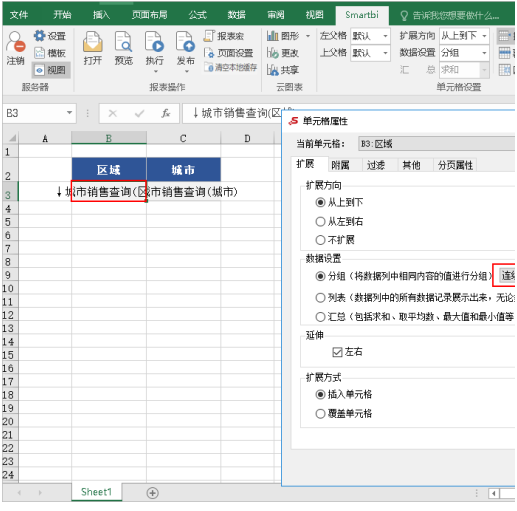 文件 开始 插入 页面布局 公式 数据 审阅 视图 Smartbi 告诉我您想要做什么...
注销 设置 模板 视图 打开 预览 执行 发布 报表宏 页面设置 清空本地缓存 图形 更改 共享 左父格 默认 上父格 默认 扩展方向 从上到下 数据设置 分组 汇 总 求和
服务器 报表操作 云图表 单元格设置
B3 fx ↓城市销售查询(区域
A B C D
1
2 区域 城市
3 ↓城市销售查询(区市销售查询(城市)
4
5
6
7
8
9
10
11
12
13
14
15
16
17
18
19
20
21
22
23
24
Sheet1
单元格属性
当前单元格: B3:区域
扩展 附属 过滤 其他 分页属性
扩展方向
从上到下
从左到右
不扩展
数据设置
分组 (将数据列中相同内容的值进行分组) 连续
列表 (数据列中的所有数据记录展示出来,无论
汇总 (包括求和、取平均数、最大值和最小值等
延伸
左右
扩展方式
插入单元格
覆盖单元格